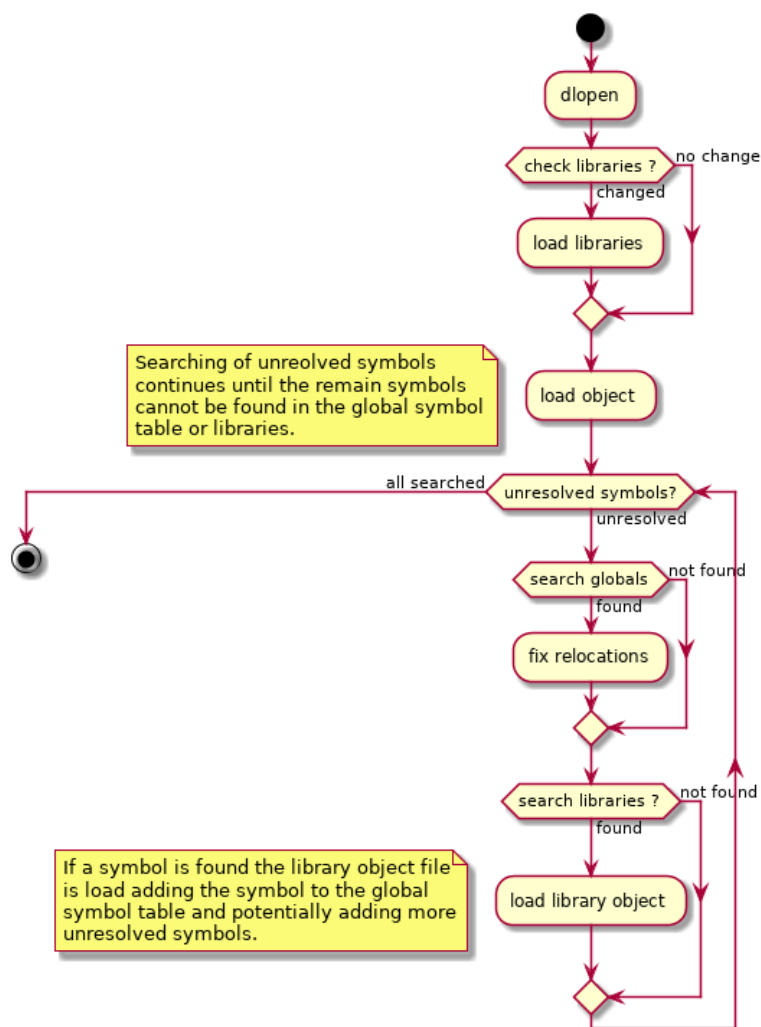 dlopen
check libraries ?
no change
changed
load libraries
Searching of unreolved symbols
continues until the remain symbols
cannot be found in the global symbol
table or libraries.
load object
all searched
unresolved symbols?
unresolved
search globals
not found
found
fix relocations
search libraries ?
not found
found
If a symbol is found the library object file
is load adding the symbol to the global
symbol table and potentially adding more
unresolved symbols.
load library object